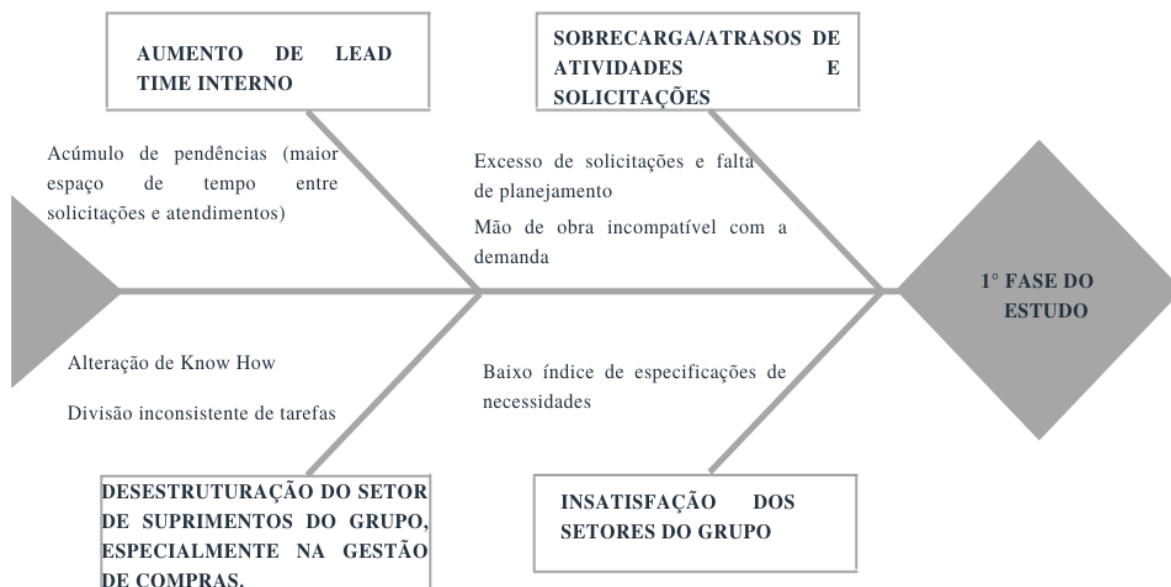 AUMENTO DE LEAD
TIME INTERNO
SOBRECARGA/ATRASOS DE
ATIVIDADES E
SOLICITAÇÕES
Acúmulo de pendências (maior
espaço de tempo entre
solicitações e atendimentos)
Excesso de solicitações e falta
de planejamento
Mão de obra incompatível com a
demanda
1° FASE DO
ESTUDO
Alteração de Know How
Divisão inconsistente de tarefas
Baixo índice de especificações de
necessidades
DESESTRUTURAÇÃO DO SETOR
DE SUPRIMENTOS DO GRUPO,
ESPECIALMENTE NA GESTÃO
DE COMPRAS.
INSATISFAÇÃO DOS
SETORES DO GRUPO